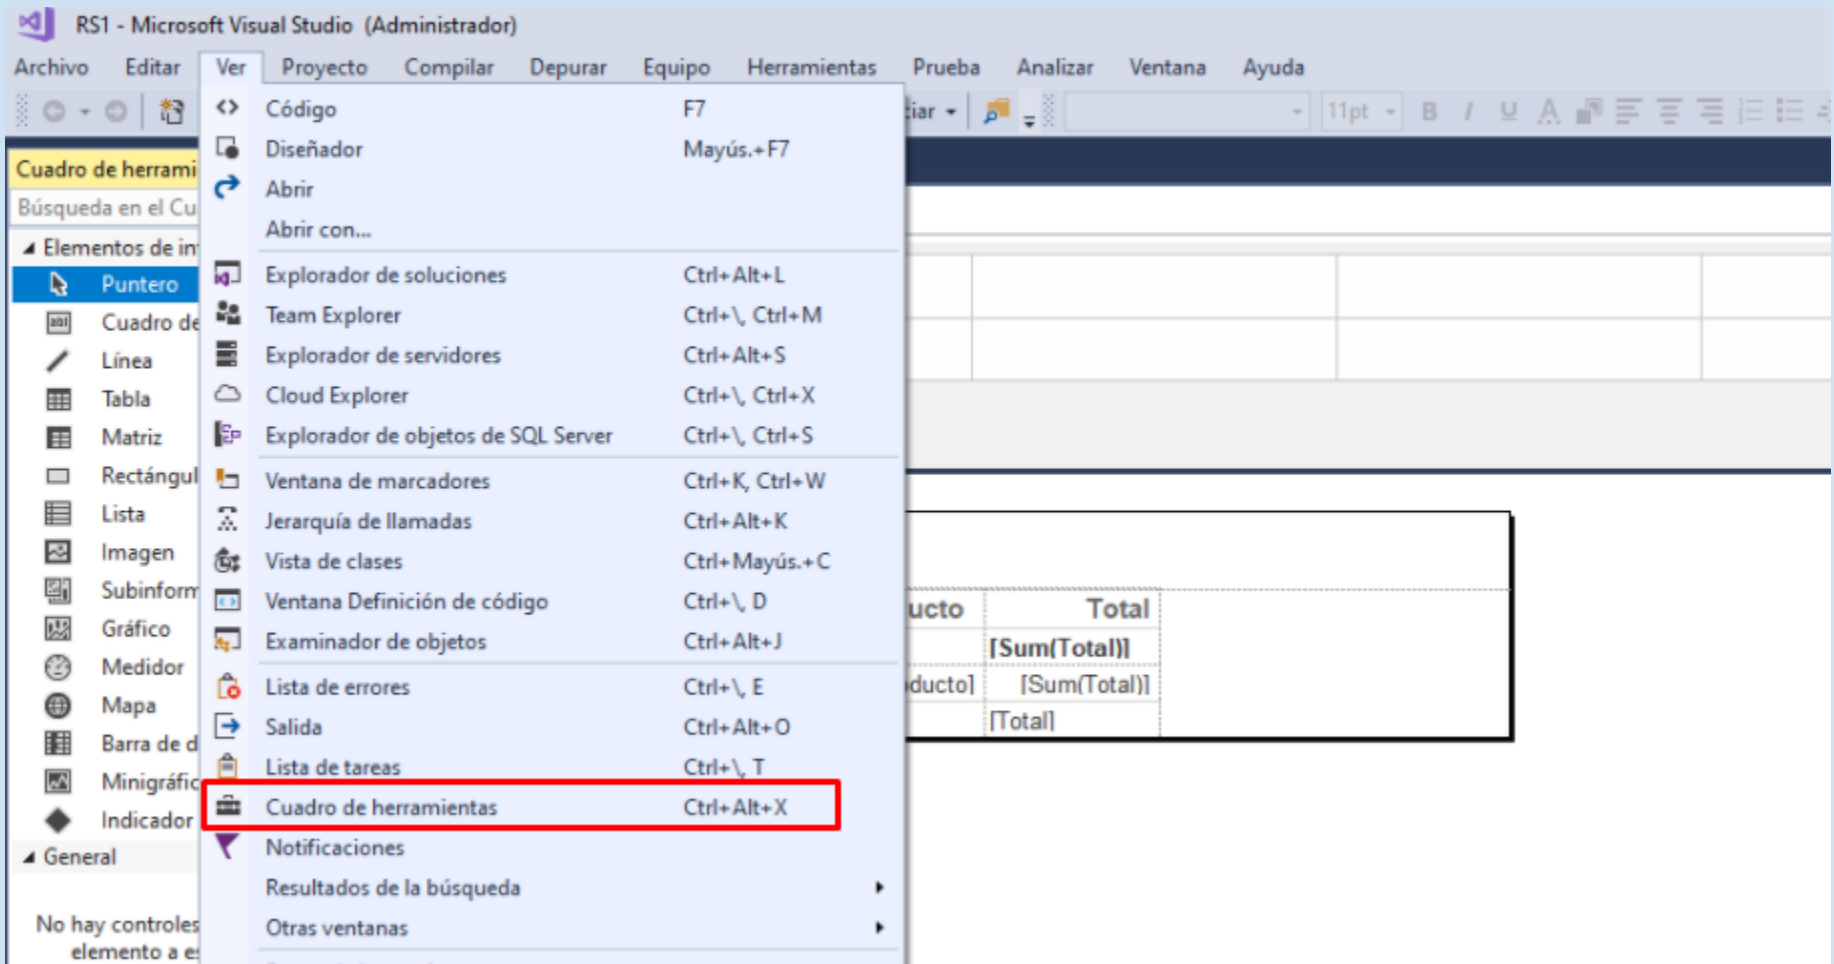 RS1 - Microsoft Visual Studio (Administrador)
Archivo Editar Ver Proyecto Compilar Depurar Equipo Herramientas Prueba Analizar Ventana Ayuda
iar 11pt B I U A
Código F7
Diseñador Mayús.+F7
Abrir
Abrir con...
Explorador de soluciones Ctrl+Alt+L
Team Explorer Ctrl+\, Ctrl+M
Explorador de servidores Ctrl+Alt+S
Cloud Explorer Ctrl+\, Ctrl+X
Explorador de objetos de SQL Server Ctrl+\, Ctrl+S
Ventana de marcadores Ctrl+K, Ctrl+W
Jerarquía de llamadas Ctrl+Alt+K
Vista de clases Ctrl+Mayús.+C
Ventana Definición de código Ctrl+\, D
Examinador de objetos Ctrl+Alt+J
Lista de errores Ctrl+\, E
Salida Ctrl+Alt+O
Lista de tareas Ctrl+\, T
Cuadro de herramientas Ctrl+Alt+X
Notificaciones
Resultados de la búsqueda
Otras ventanas
Cuadro de herrami
Búsqueda en el Cu
Elementos de in
Puntero
Cuadro de
Línea
Tabla
Matriz
Rectángul
Lista
Imagen
Subinform
Gráfico
Medidor
Mapa
Barra de d
Minigráfic
Indicador
General
No hay controles
elemento a es
ucto Total
[Sum(Total)]
oducto] [Sum(Total)]
[Total]